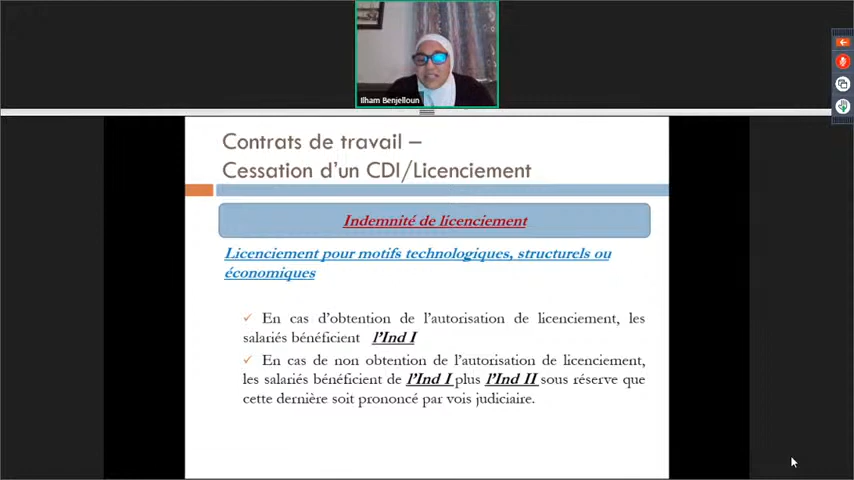 Ilham Benjelloun
Contrats de travail –
Cessation d'un CDI/Licenciement
Indemnité de licenciement
Licenciement pour motifs technologiques, structurels ou
économiques
✓ En cas d'obtention de l'autorisation de licenciement, les
salariés bénéficient l'Ind I
✓ En cas de non obtention de l'autorisation de licenciement,
les salariés bénéficient de l'Ind I plus l'Ind II sous réserve que
cette dernière soit prononcé par vois judiciaire.